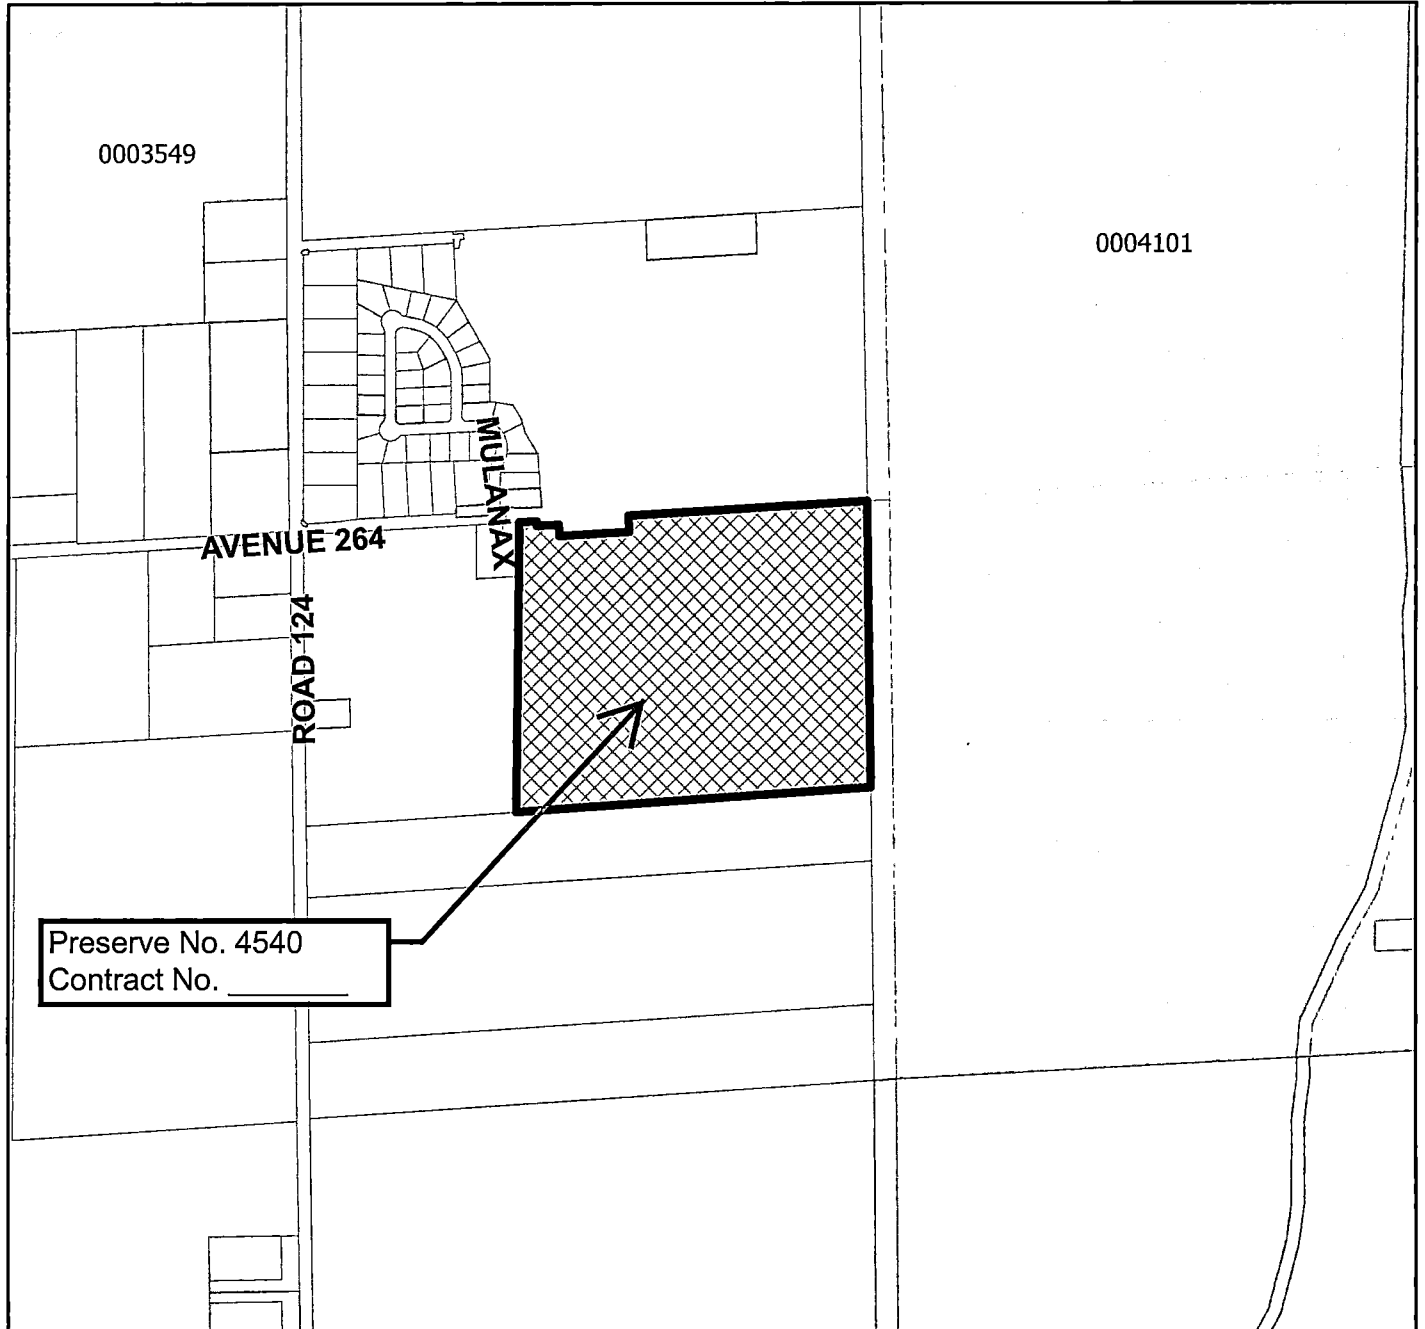 0003549
0004101
MULANAX
AVENUE 264
ROAD 124
Preserve No. 4540
Contract No. ________